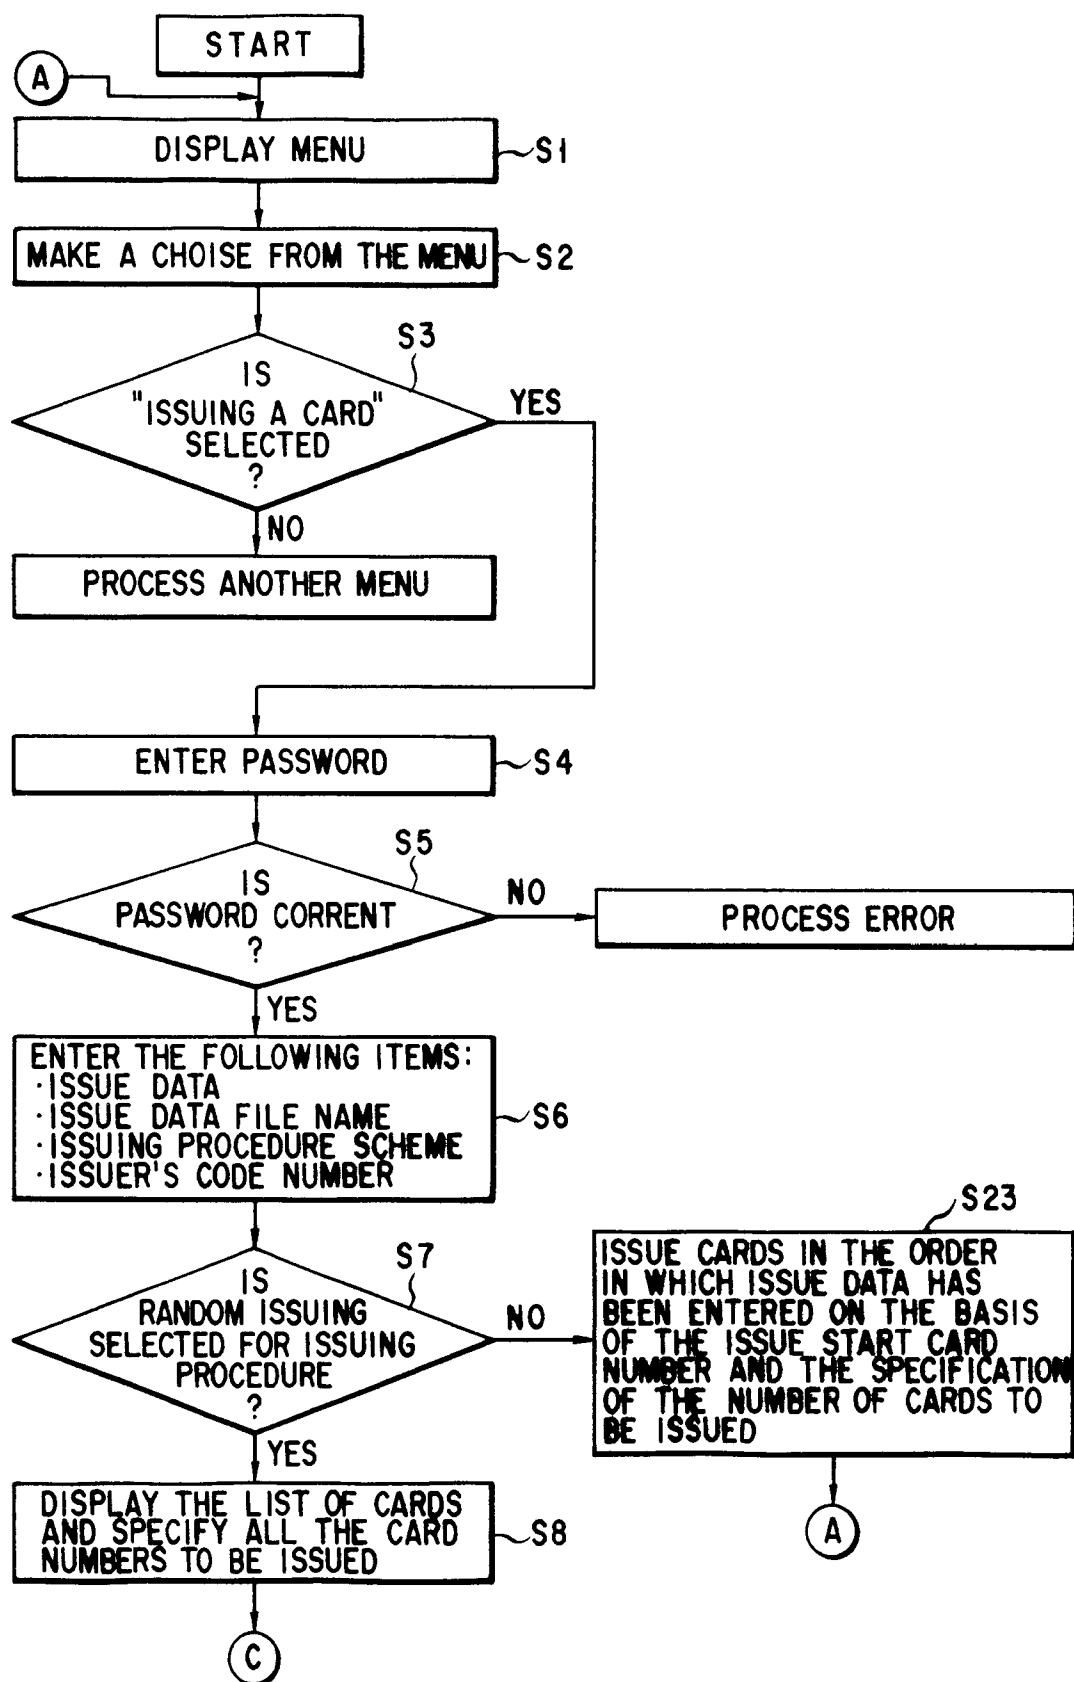 START
A
DISPLAY MENU
S1
MAKE A CHOISE FROM THE MENU
S2
S3
IS
"ISSUING A CARD"
SELECTED
?
YES
NO
PROCESS ANOTHER MENU
ENTER PASSWORD
S4
S5
IS
PASSWORD CORRENT
?
NO
PROCESS ERROR
YES
ENTER THE FOLLOWING ITEMS:
·ISSUE DATA
·ISSUE DATA FILE NAME
·ISSUING PROCEDURE SCHEME
·ISSUER'S CODE NUMBER
S6
S7
IS
RANDOM ISSUING
SELECTED FOR ISSUING
PROCEDURE
?
NO
S23
ISSUE CARDS IN THE ORDER
IN WHICH ISSUE DATA HAS
BEEN ENTERED ON THE BASIS
OF THE ISSUE START CARD
NUMBER AND THE SPECIFICATION
OF THE NUMBER OF CARDS TO
BE ISSUED
A
YES
DISPLAY THE LIST OF CARDS
AND SPECIFY ALL THE CARD
NUMBERS TO BE ISSUED
S8
C